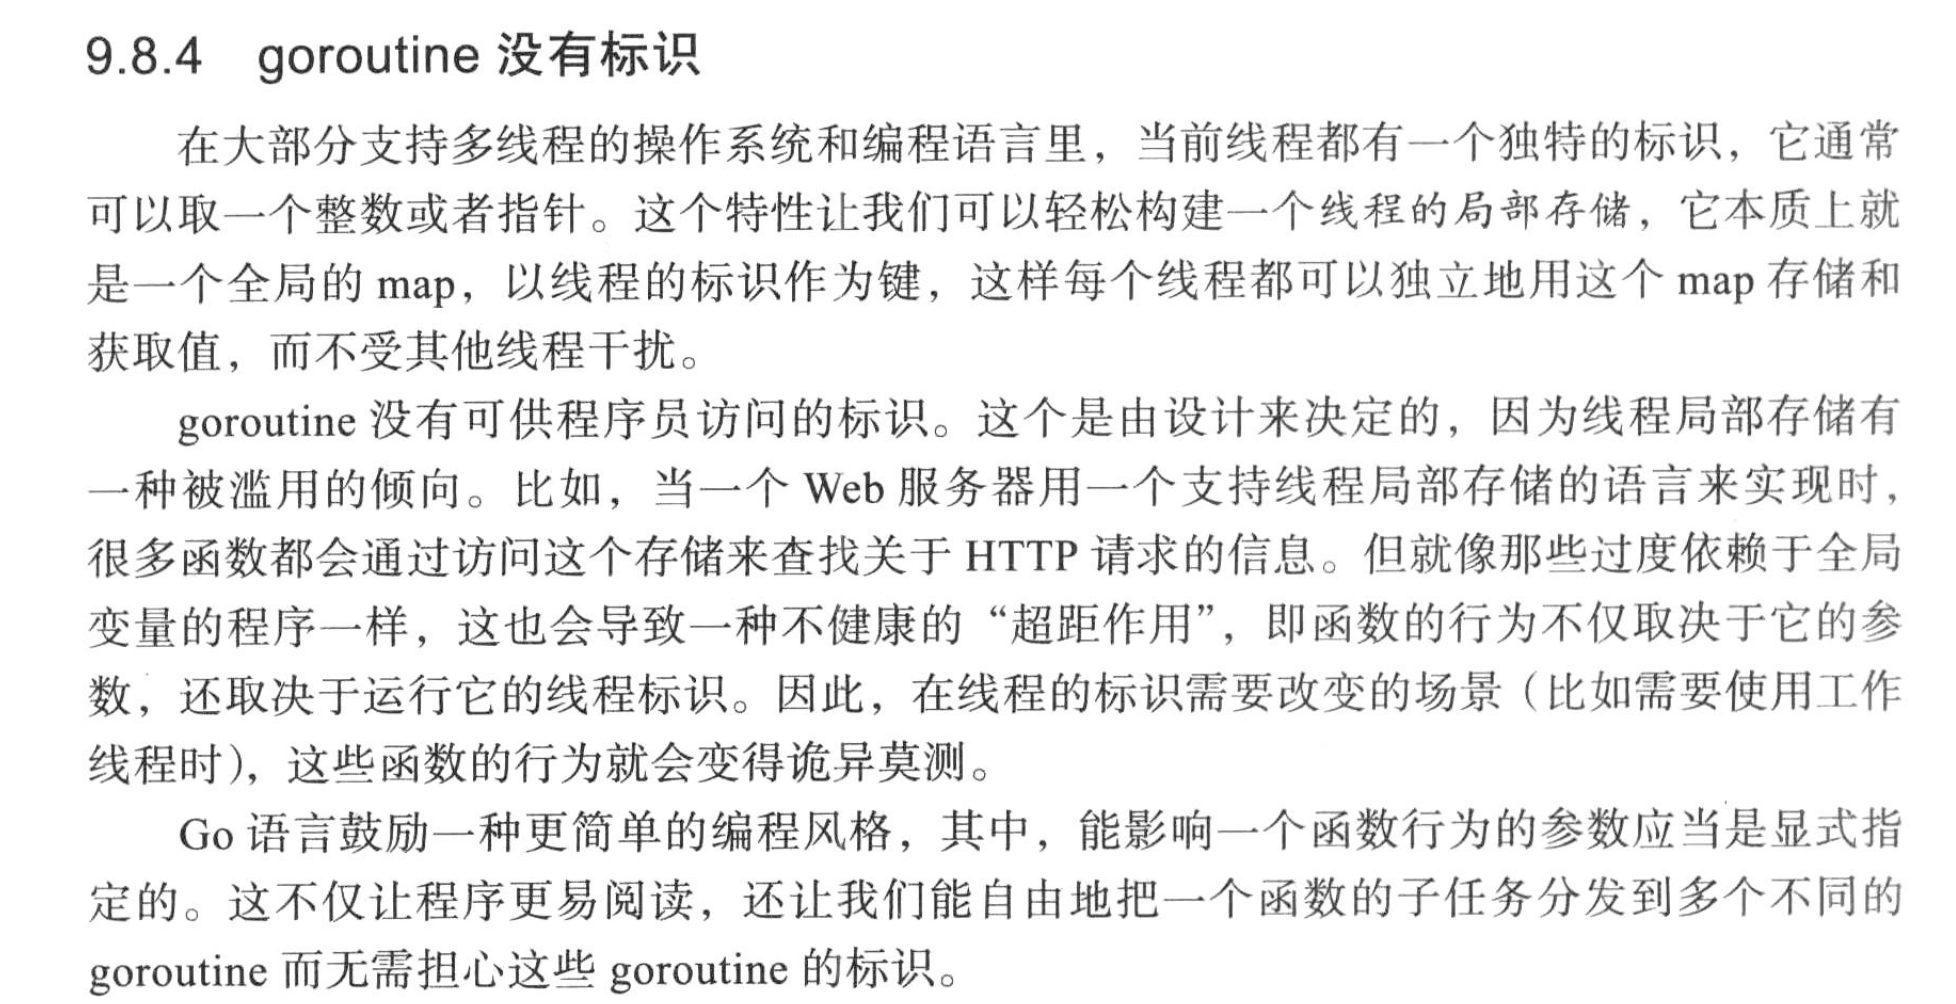 9.8.4 goroutine 没有标识
在大部分支持多线程的操作系统和编程语言里，当前线程都有一个独特的标识，它通常
可以取一个整数或者指针。这个特性让我们可以轻松构建一个线程的局部存储，它本质上就
是一个全局的 map，以线程的标识作为键，这样每个线程都可以独立地用这个 map 存储和
获取值，而不受其他线程干扰。
goroutine 没有可供程序员访问的标识。这个是由设计来决定的，因为线程局部存储有
一种被滥用的倾向。比如，当一个 Web 服务器用一个支持线程局部存储的语言来实现时，
很多函数都会通过访问这个存储来查找关于 HTTP 请求的信息。但就像那些过度依赖于全局
变量的程序一样，这也会导致一种不健康的“超距作用”，即函数的行为不仅取决于它的参
数，还取决于运行它的线程标识。因此，在线程的标识需要改变的场景（比如需要使用工作
线程时），这些函数的行为就会变得诡异莫测。
Go 语言鼓励一种更简单的编程风格，其中，能影响一个函数行为的参数应当是显式指
定的。这不仅让程序更易阅读，还让我们能自由地把一个函数的子任务分发到多个不同的
goroutine 而无需担心这些 goroutine 的标识。